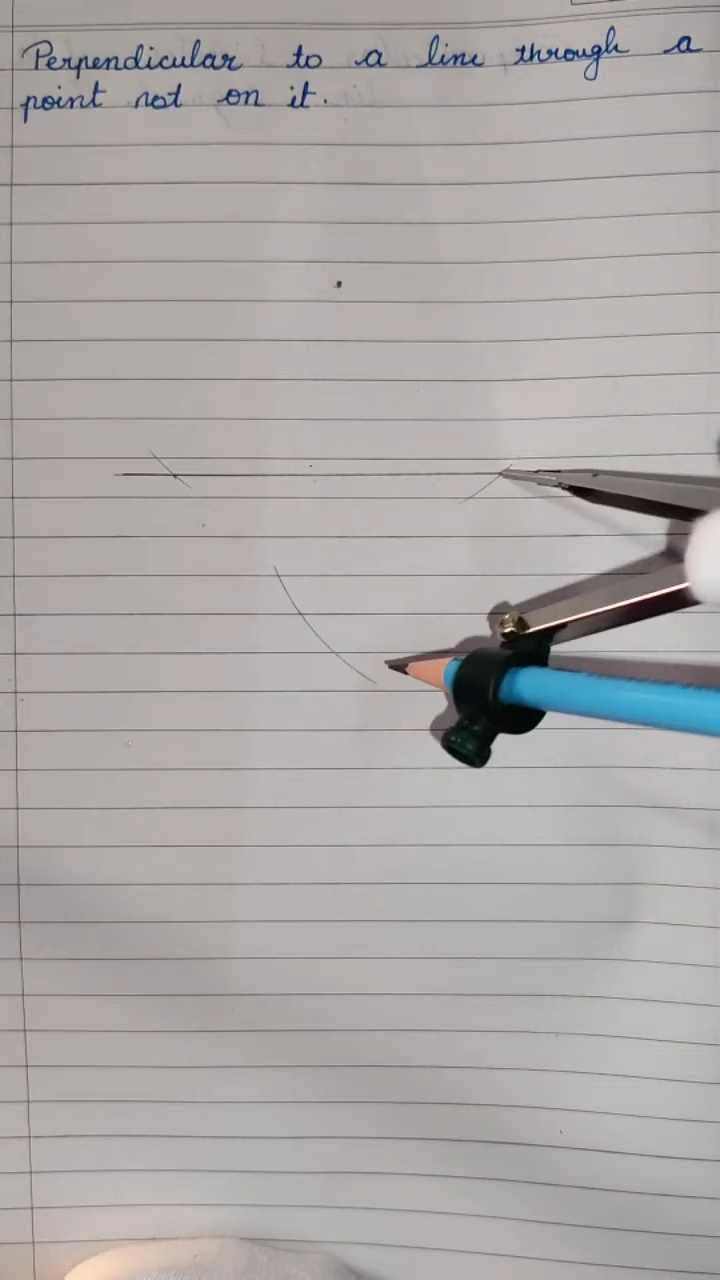 Perpendicular to a line through a
point not on it.